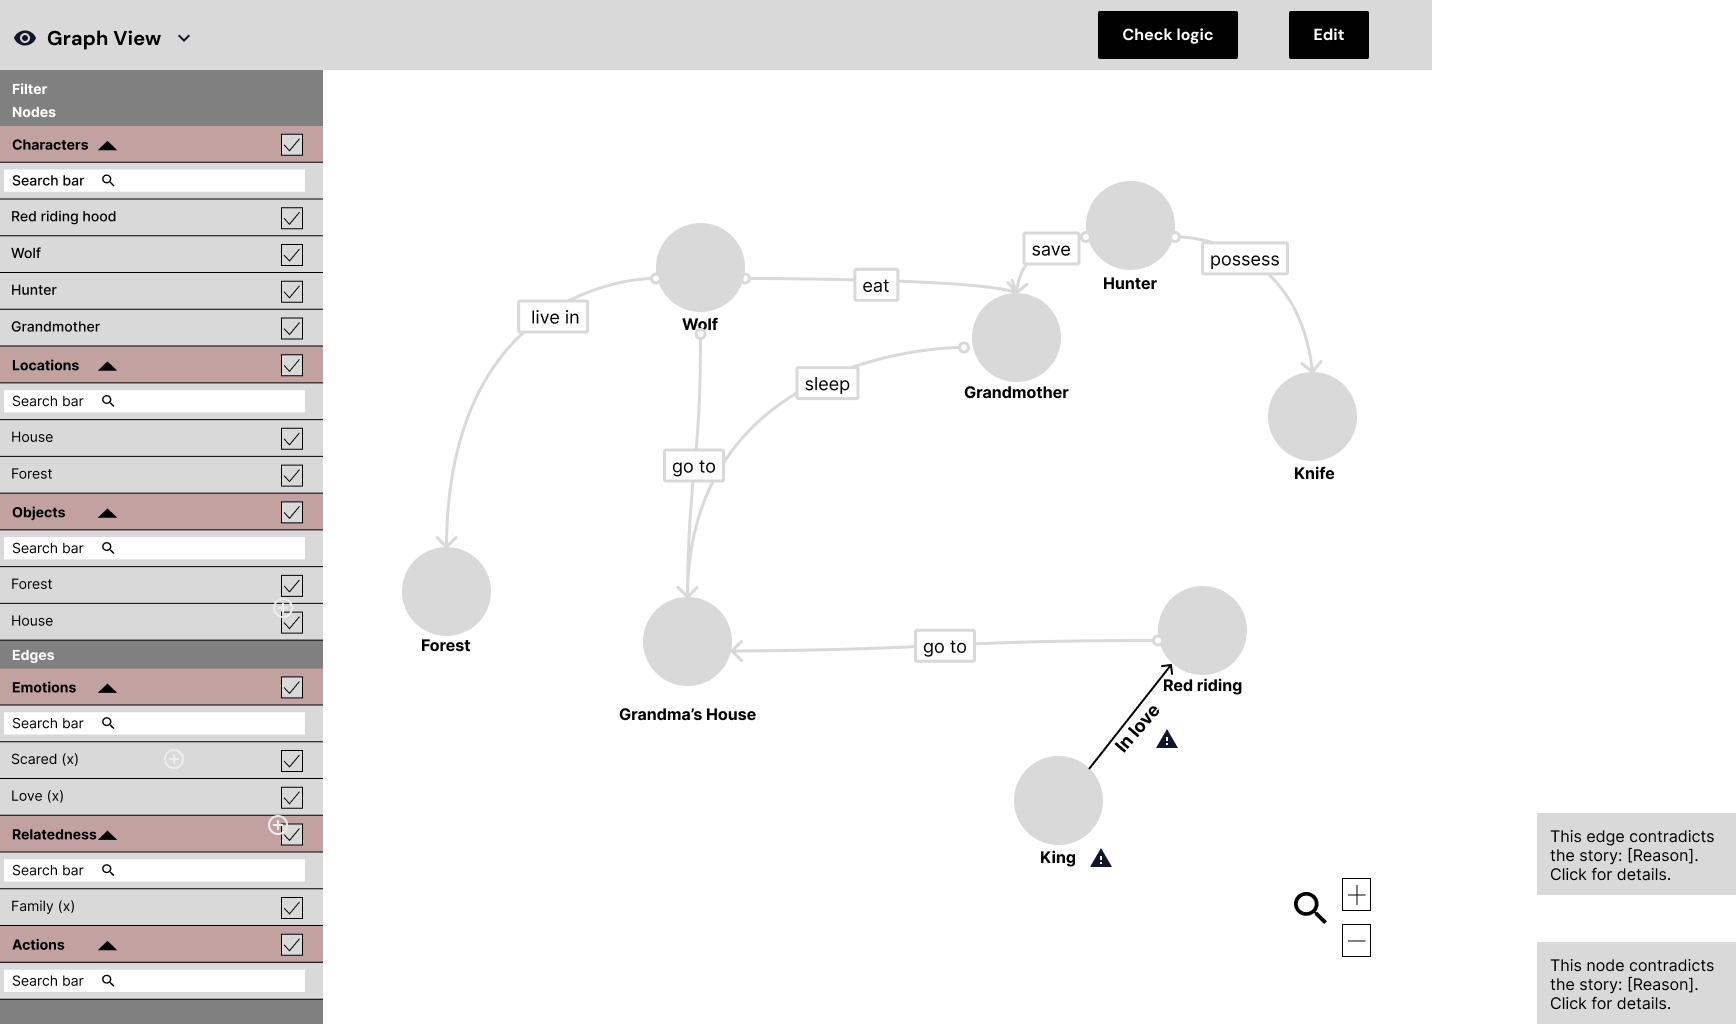 Graph View
Check logic
Edit
Filter
Nodes
Characters
Search bar
Red riding hood
Wolf
Hunter
Grandmother
Locations
Search bar
House
Forest
Objects
Search bar
Forest
House
Edges
Emotions
Search bar
Scared (x)
Love (x)
Relatedness
Search bar
Family (x)
Actions
Search bar
save
Hunter
possess
eat
live in
Wolf
sleep
Grandmother
go to
Knife
Forest
go to
Red riding
Grandma's House
In love
King
This edge contradicts
the story: [Reason].
Click for details.
This node contradicts
the story: [Reason].
Click for details.